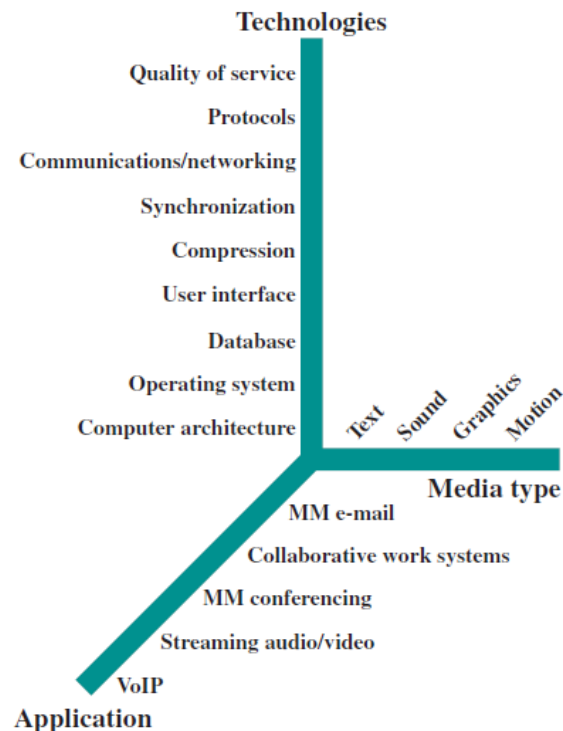 Technologies
Quality of service
Protocols
Communications/networking
Synchronization
Compression
User interface
Database
Operating system
Computer architecture
Text
Sound
Graphics
Motion
Media type
MM e-mail
Collaborative work systems
MM conferencing
Streaming audio/video
VoIP
Application